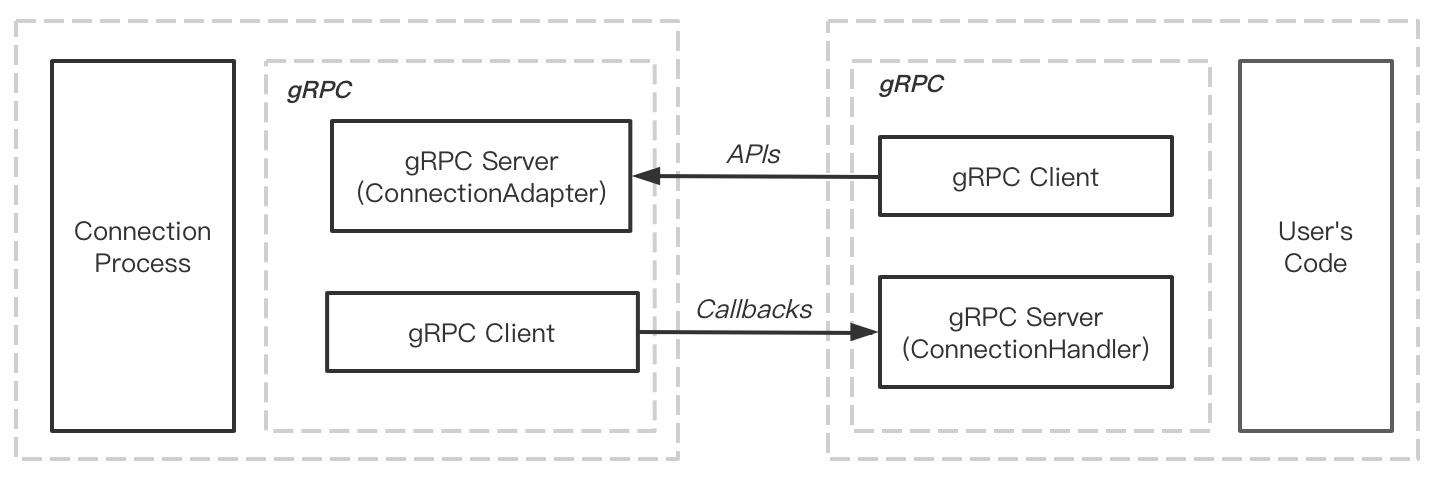 Connection
Process
gRPC
gRPC Server
(ConnectionAdapter)
gRPC Client
APIs
Callbacks
gRPC
gRPC Client
gRPC Server
(ConnectionHandler)
User's
Code